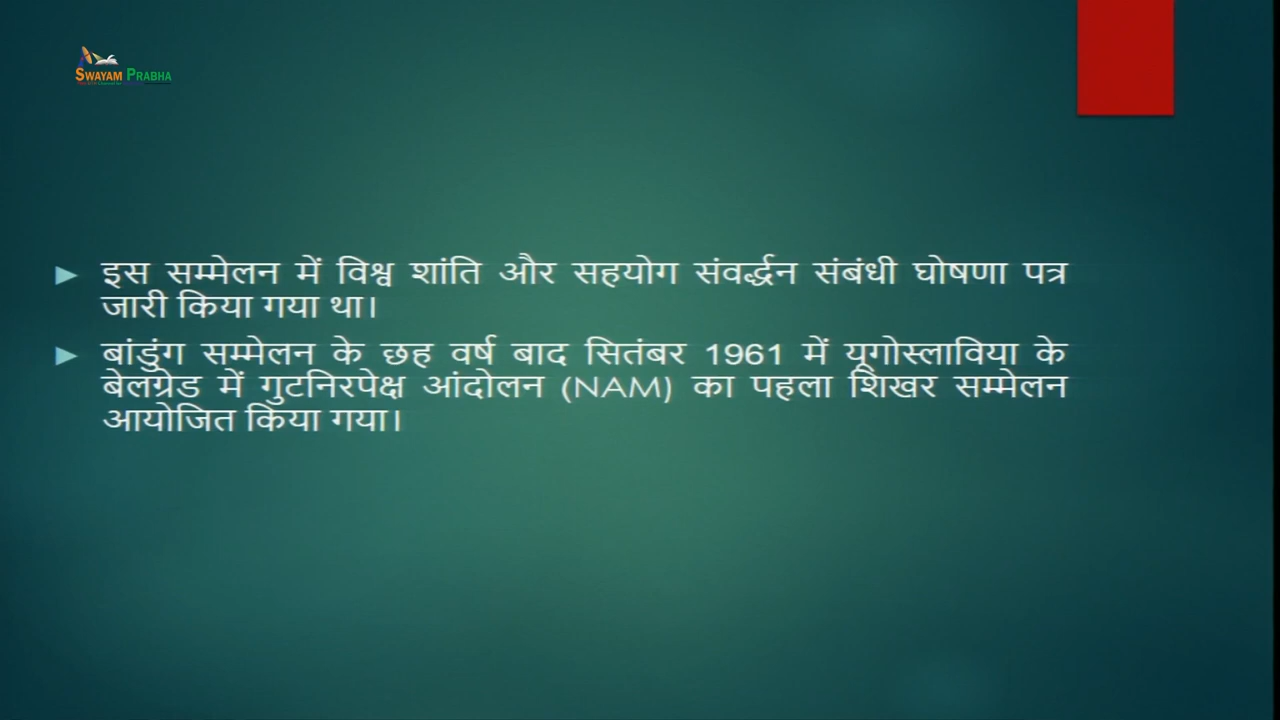 SWAYAM PRABHA
इस सम्मेलन में विश्व शांति और सहयोग संवर्द्धन संबंधी घोषणा पत्र
जारी किया गया था।
बांडुंग सम्मेलन के छह वर्ष बाद सितंबर 1961 में यूगोस्लाविया के
बेलग्रेड में गुटनिरपेक्ष आंदोलन (NAM) का पहला शिखर सम्मेलन
आयोजित किया गया।